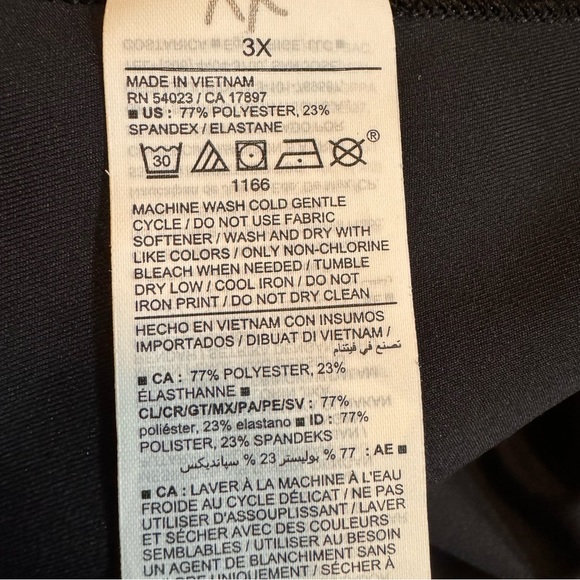 3X
MADE IN VIETNAM
RN 54023 / CA 17897
■ US : 77% POLYESTER, 23%
SPANDEX / ELASTANE
30 ®
1166
MACHINE WASH COLD GENTLE
CYCLE / DO NOT USE FABRIC
SOFTENER / WASH AND DRY WITH
LIKE COLORS / ONLY NON-CHLORINE
BLEACH WHEN NEEDED / TUMBLE
DRY LOW / COOL IRON / DO NOT
IRON PRINT / DO NOT DRY CLEAN
HECHO EN VIETNAM CON INSUMOS
IMPORTADOS / DIBUAT DI VIETNAM /
تصنع في فيتنام
■ CA : 77% POLYESTER, 23%
ÉLASTHANNE ■
CL/CR/GT/MX/PA/PE/SV : 77%
poliéster, 23% elastano ■ ID : 77%
POLISTER, 23% SPANDEKS
■ AE : 77 % بوليستر 23 % سبانديكس
■ CA : LAVER À LA MACHINE À L'EAU
FROIDE AU CYCLE DÉLICAT / NE PAS
UTILISER D'ASSOUPLISSANT / LAVER
ET SÉCHER AVEC DES COULEURS
SEMBLABLES / UTILISER AU BESOIN
UN AGENT DE BLANCHIMENT SANS